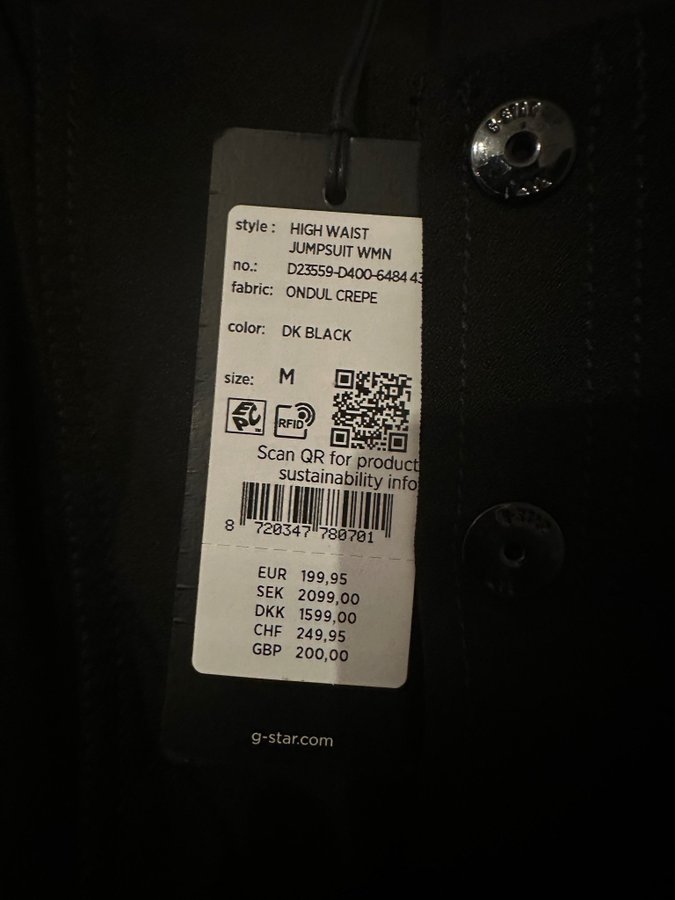 G-STAR
style : HIGH WAIST
JUMPSUIT WMN
no.: D23559-D400-6484 43
fabric: ONDUL CREPE
color: DK BLACK
size: M
RFID
Scan QR for product
sustainability info
8 720347 780701
EUR 199,95
SEK 2099,00
DKK 1599,00
CHF 249,95
GBP 200,00
g-star.com